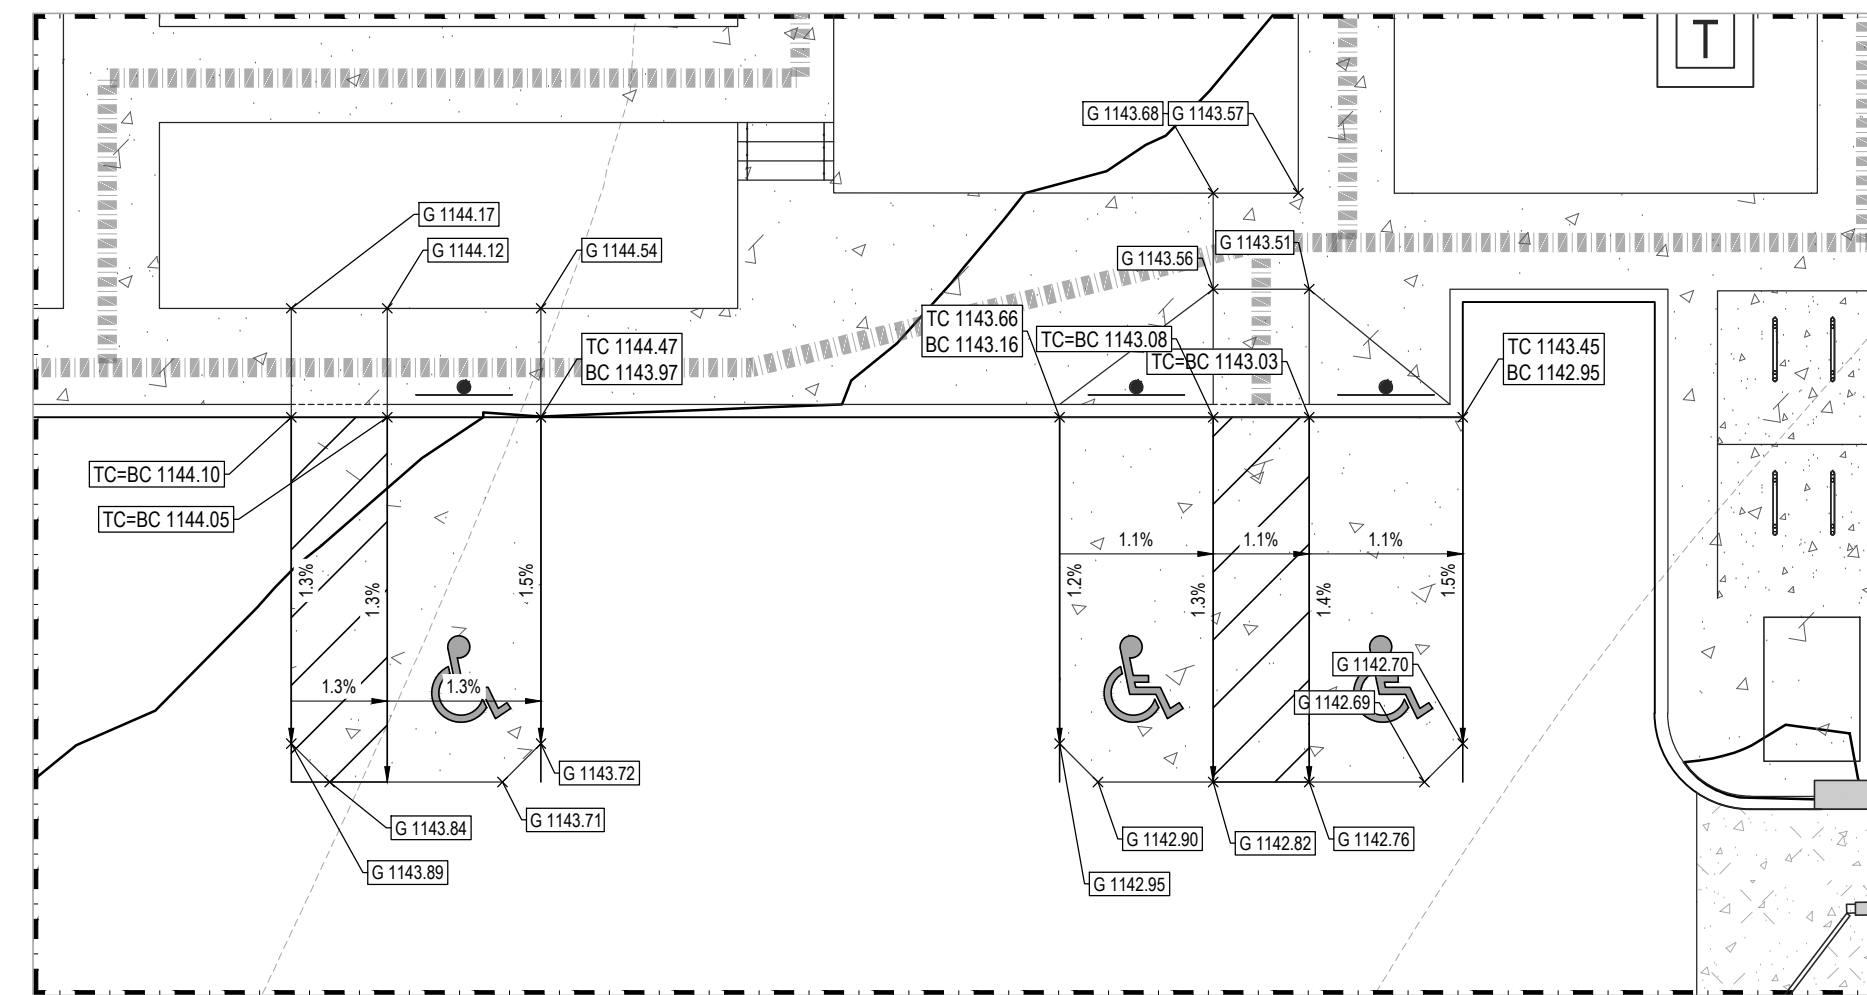 T
G 1143.68
G 1143.57
G 1144.17
G 1144.12
G 1144.54
G 1143.56
G 1143.51
TC 1144.47
BC 1143.97
TC 1143.66
BC 1143.16
TC=BC 1143.08
TC=BC 1143.03
TC 1143.45
BC 1142.95
TC=BC 1144.10
TC=BC 1144.05
1.1%
1.1%
1.1%
1.3%
1.3%
1.5%
1.2%
1.3%
1.4%
1.5%
1.3%
1.3%
G 1142.70
G 1142.69
G 1143.72
G 1143.71
G 1143.84
G 1143.89
G 1142.90
G 1142.82
G 1142.76
G 1142.95